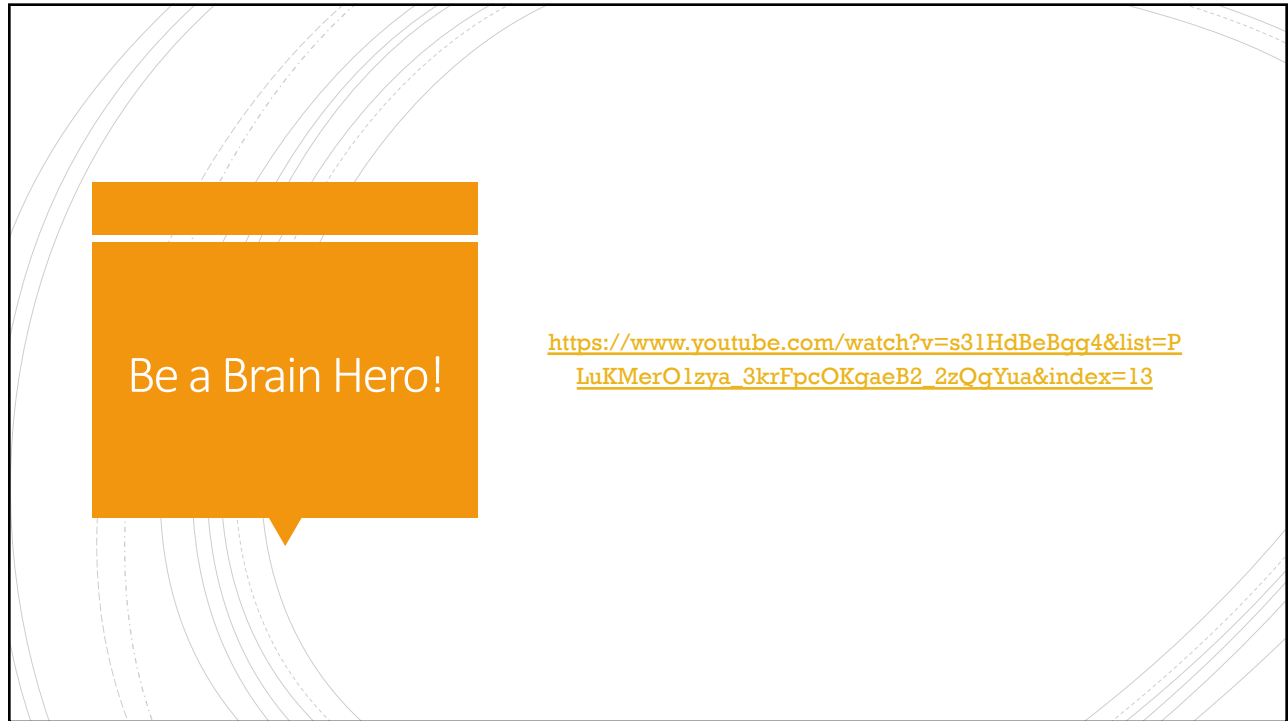 Be a Brain Hero!
https://www.youtube.com/watch?v=s31HdBeBgg4&list=P
LuKMerO1zya_3krFpcOKgaeB2_2zQgYua&index=13